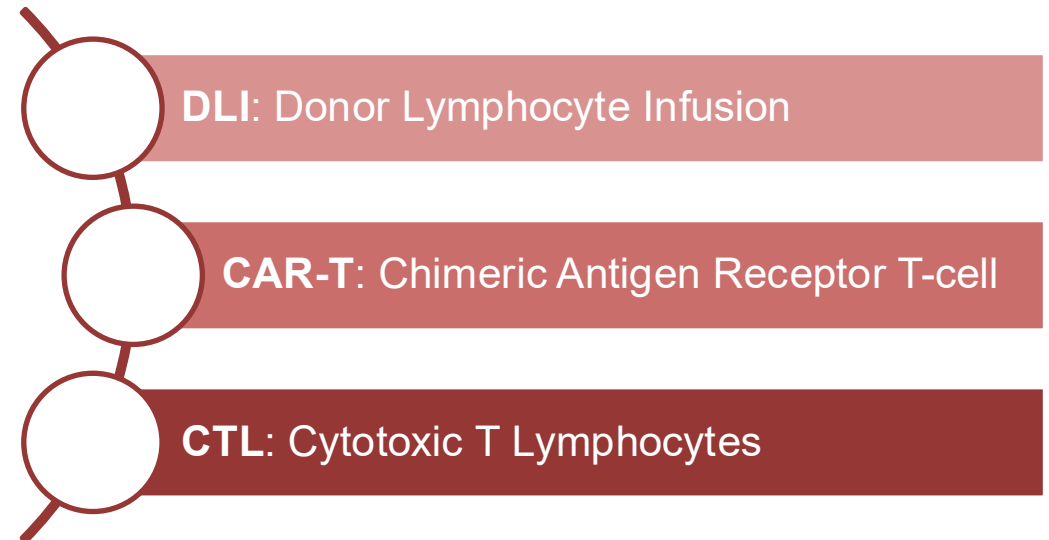 DLI: Donor Lymphocyte Infusion
CAR-T: Chimeric Antigen Receptor T-cell
CTL: Cytotoxic T Lymphocytes